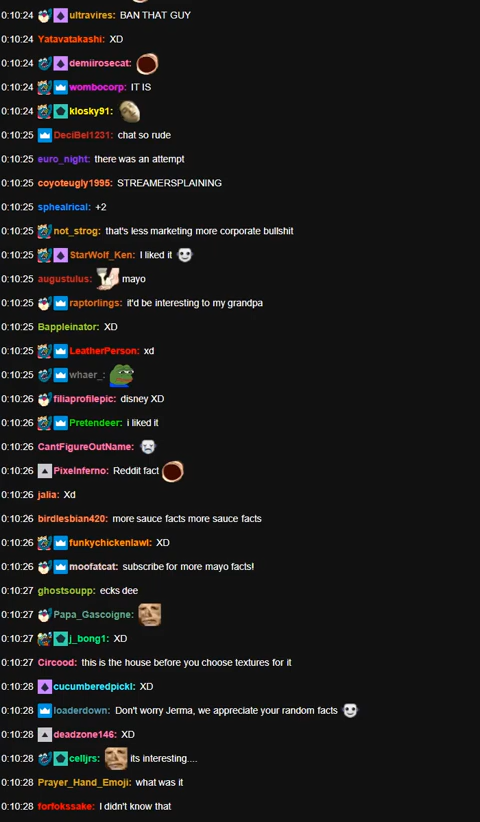 0:10:24 ultravires: BAN THAT GUY
0:10:24 Yatavatakashi: XD
0:10:24 demiirosecat:
0:10:24 wombocorp: IT IS
0:10:24 klosky91:
0:10:25 DeciBel1231: chat so rude
0:10:25 euro_night: there was an attempt
0:10:25 coyoteugly1995: STREAMERSPLAINING
0:10:25 sphealrical: +2
0:10:25 not_strog: that's less marketing more corporate bullshit
0:10:25 StarWolf_Ken: I liked it
0:10:25 augustulus: mayo
0:10:25 raptorlings: it'd be interesting to my grandpa
0:10:25 Bappleinator: XD
0:10:25 LeatherPerson: xd
0:10:25 whaer_:
0:10:26 filiaprofilepic: disney XD
0:10:26 Pretendeer: i liked it
0:10:26 CantFigureOutName:
0:10:26 PixeInferno: Reddit fact
0:10:26 jalia: Xd
0:10:26 birdlesbian420: more sauce facts more sauce facts
0:10:26 funkychickenlawl: XD
0:10:26 moofatcat: subscribe for more mayo facts!
0:10:27 ghostsoupp: ecks dee
0:10:27 Papa_Gascoigne:
0:10:27 j_bong1: XD
0:10:27 Circood: this is the house before you choose textures for it
0:10:28 cucumberedpickl: XD
0:10:28 loaderdown: Don't worry Jerma, we appreciate your random facts
0:10:28 deadzone146: XD
0:10:28 celljrs: its interesting....
0:10:28 Prayer_Hand_Emoji: what was it
0:10:28 forfokssake: I didn't know that